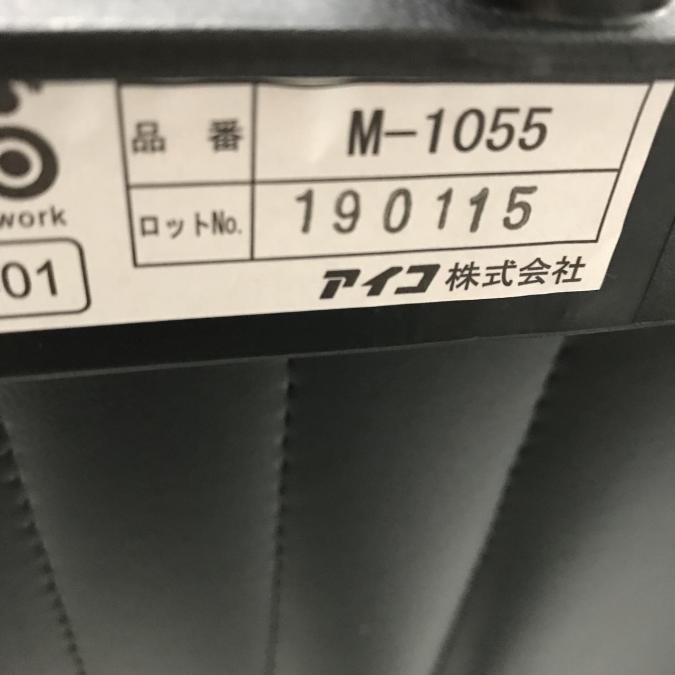 品 番 M-1055
work
ロットNo. 190115
01
アイコ 株式会社